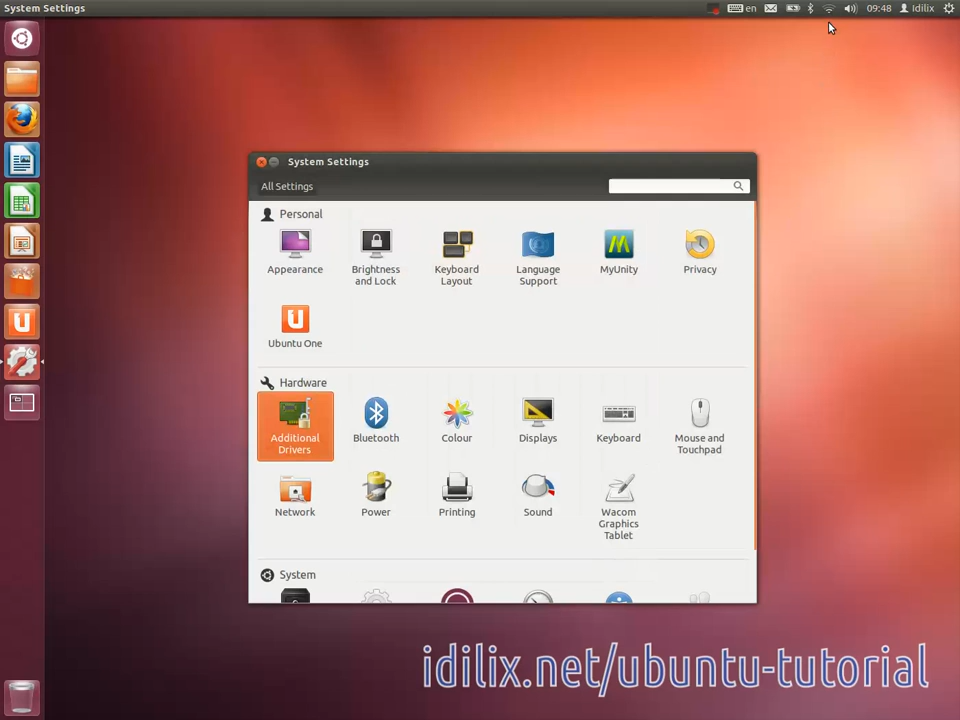 System Settings
en
09:48
Idilix
System Settings
All Settings
Personal
Appearance
Brightness
and Lock
Keyboard
Layout
Language
Support
MyUnity
Privacy
Ubuntu One
Hardware
Additional
Drivers
Bluetooth
Colour
Displays
Keyboard
Mouse and
Touchpad
Network
Power
Printing
Sound
Wacom
Graphics
Tablet
System
idilix.net/ubuntu-tutorial